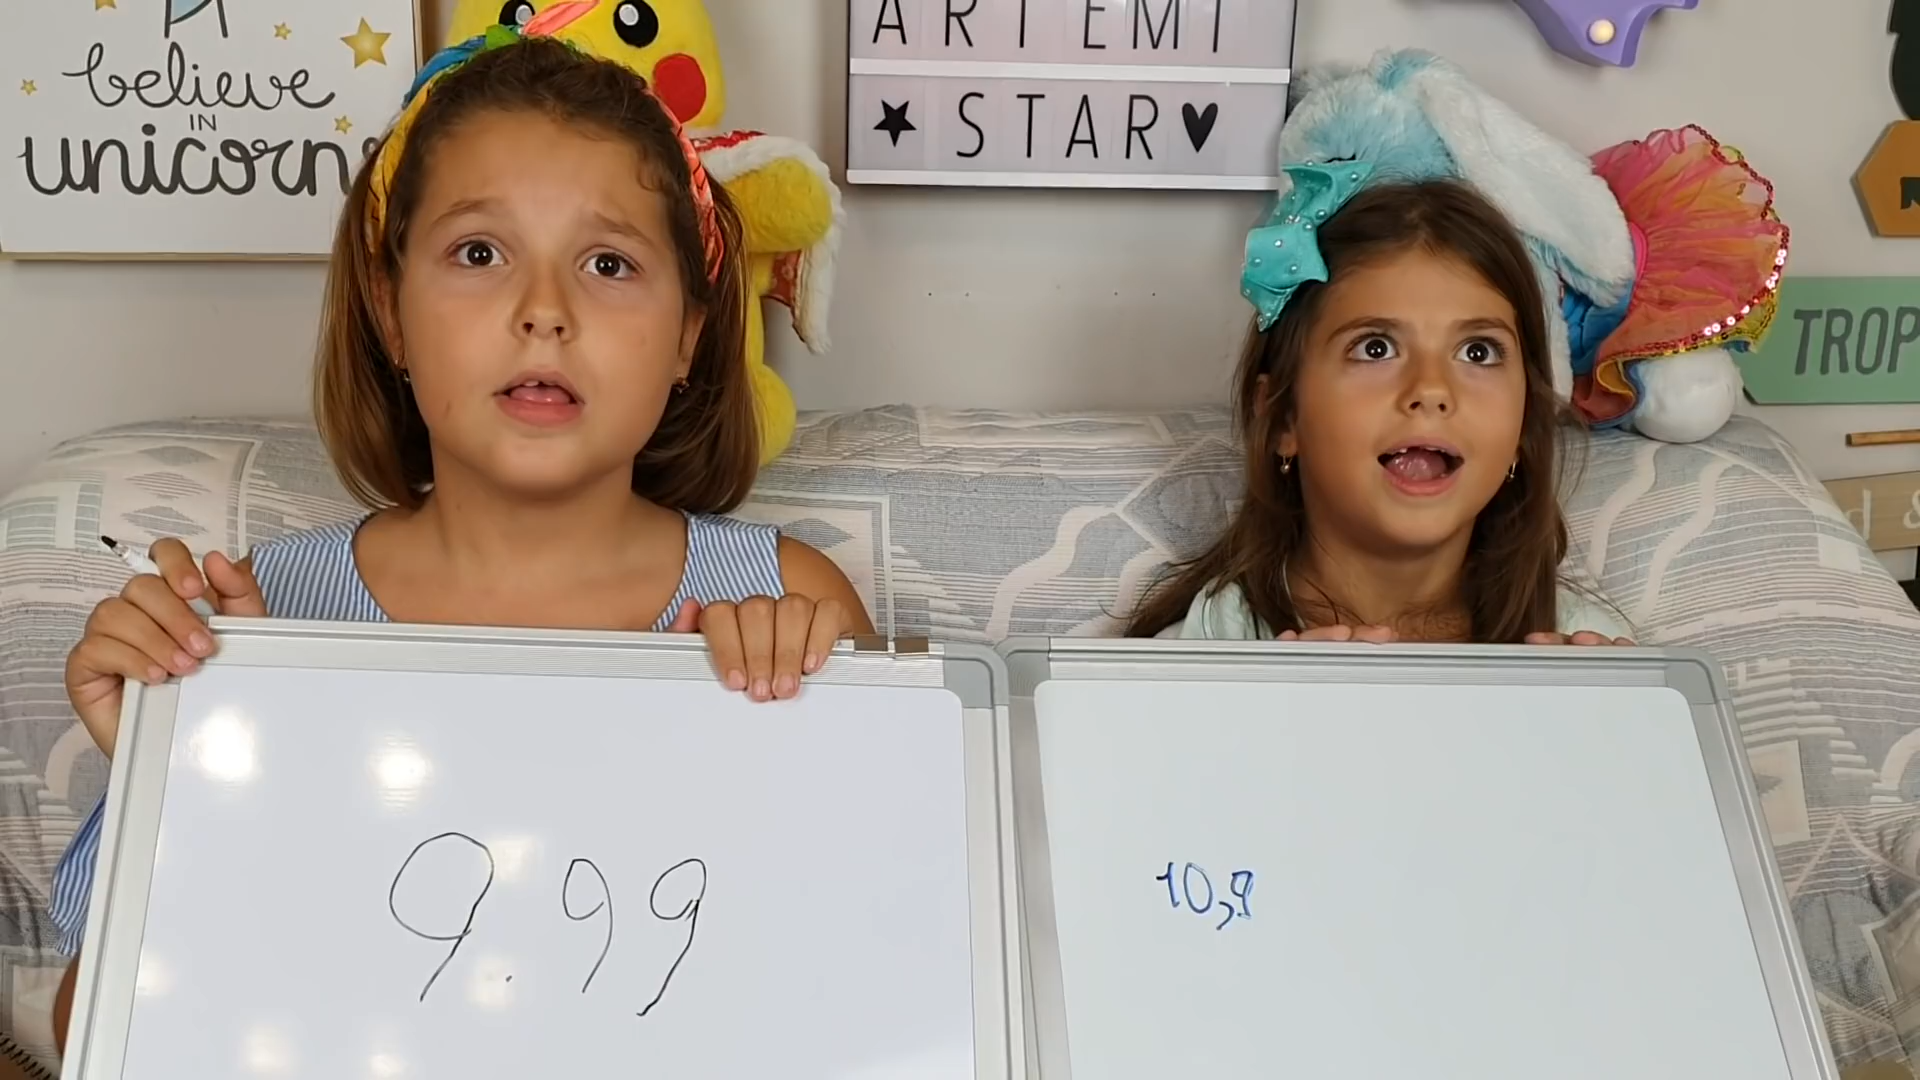 believe
IN
unicorns
ARTEMI
★ STAR ♥
TROP
d &
9.99
10,9